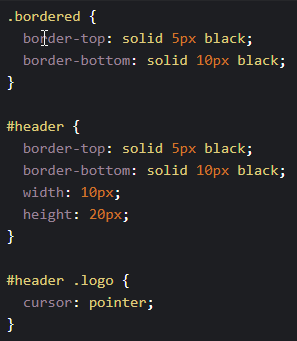 .bordered {
  border-top: solid 5px black;
  border-bottom: solid 10px black;
}

#header {
  border-top: solid 5px black;
  border-bottom: solid 10px black;
  width: 10px;
  height: 20px;
}

#header .logo {
  cursor: pointer;
}